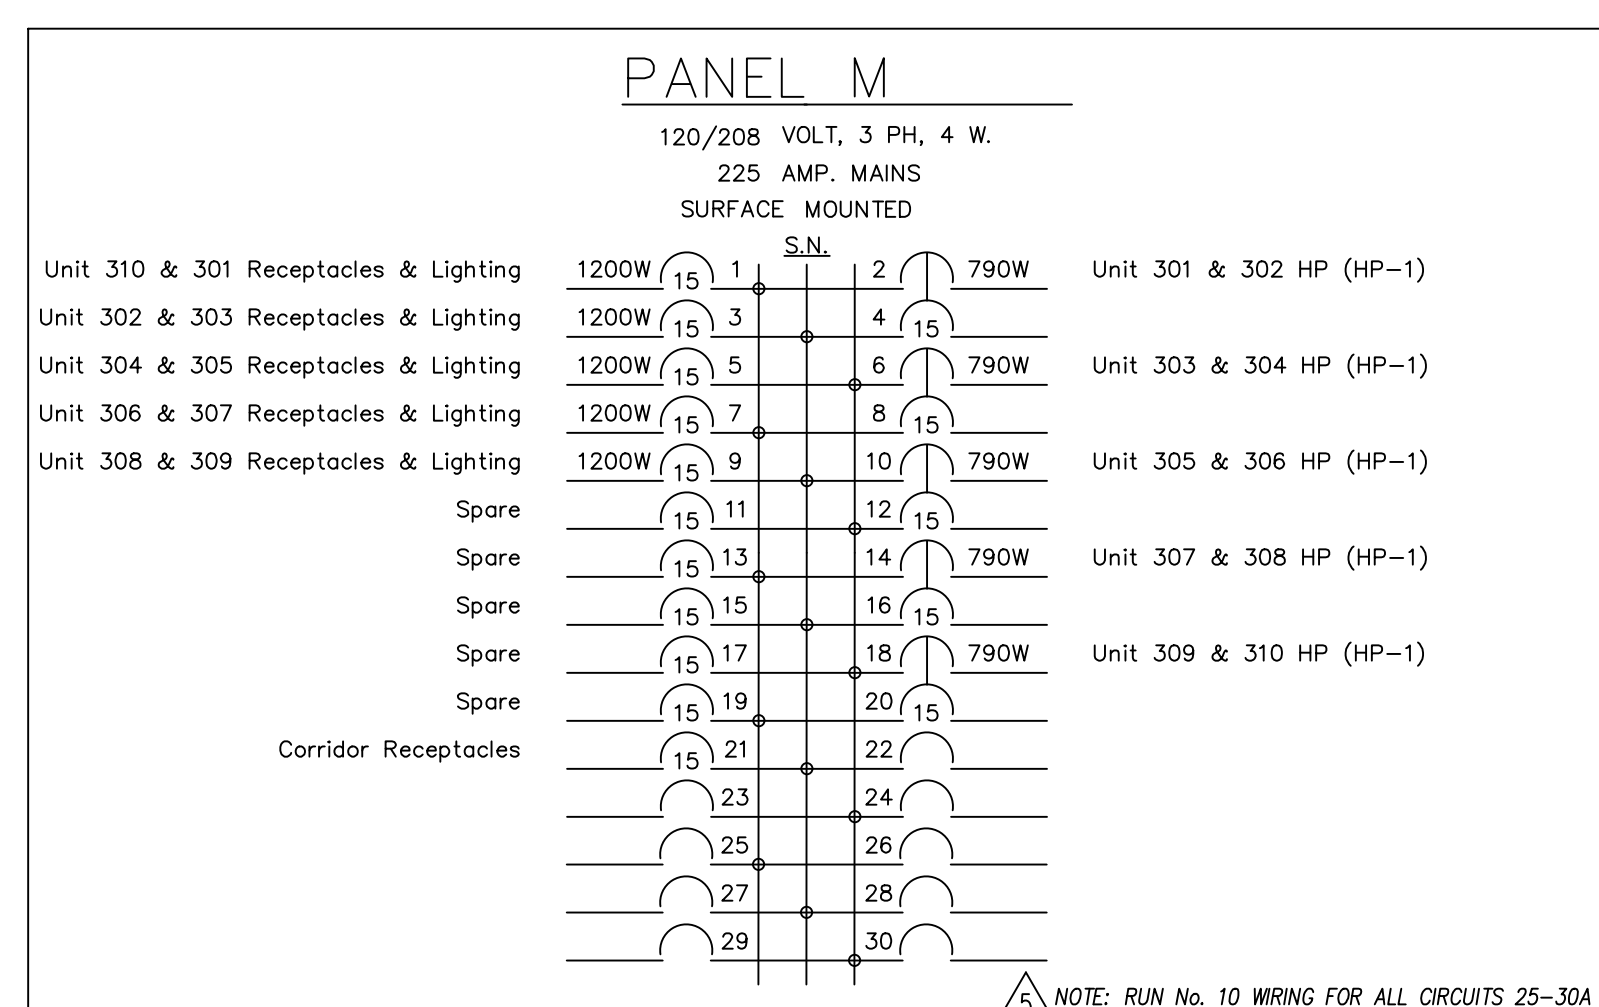 PANEL M
120/208 VOLT, 3 PH, 4 W.
225 AMP. MAINS
SURFACE MOUNTED
S.N.
Unit 310 & 301 Receptacles & Lighting 1200W 15 1 2 790W Unit 301 & 302 HP (HP-1)
Unit 302 & 303 Receptacles & Lighting 1200W 15 3 4 15
Unit 304 & 305 Receptacles & Lighting 1200W 15 5 6 790W Unit 303 & 304 HP (HP-1)
Unit 306 & 307 Receptacles & Lighting 1200W 15 7 8 15
Unit 308 & 309 Receptacles & Lighting 1200W 15 9 10 790W Unit 305 & 306 HP (HP-1)
Spare 15 11 12 15
Spare 15 13 14 790W Unit 307 & 308 HP (HP-1)
Spare 15 15 16 15
Spare 15 17 18 790W Unit 309 & 310 HP (HP-1)
Spare 15 19 20 15
Corridor Receptacles 15 21 22
23 24
25 26
27 28
29 30
5 NOTE: RUN No. 10 WIRING FOR ALL CIRCUITS 25-30A